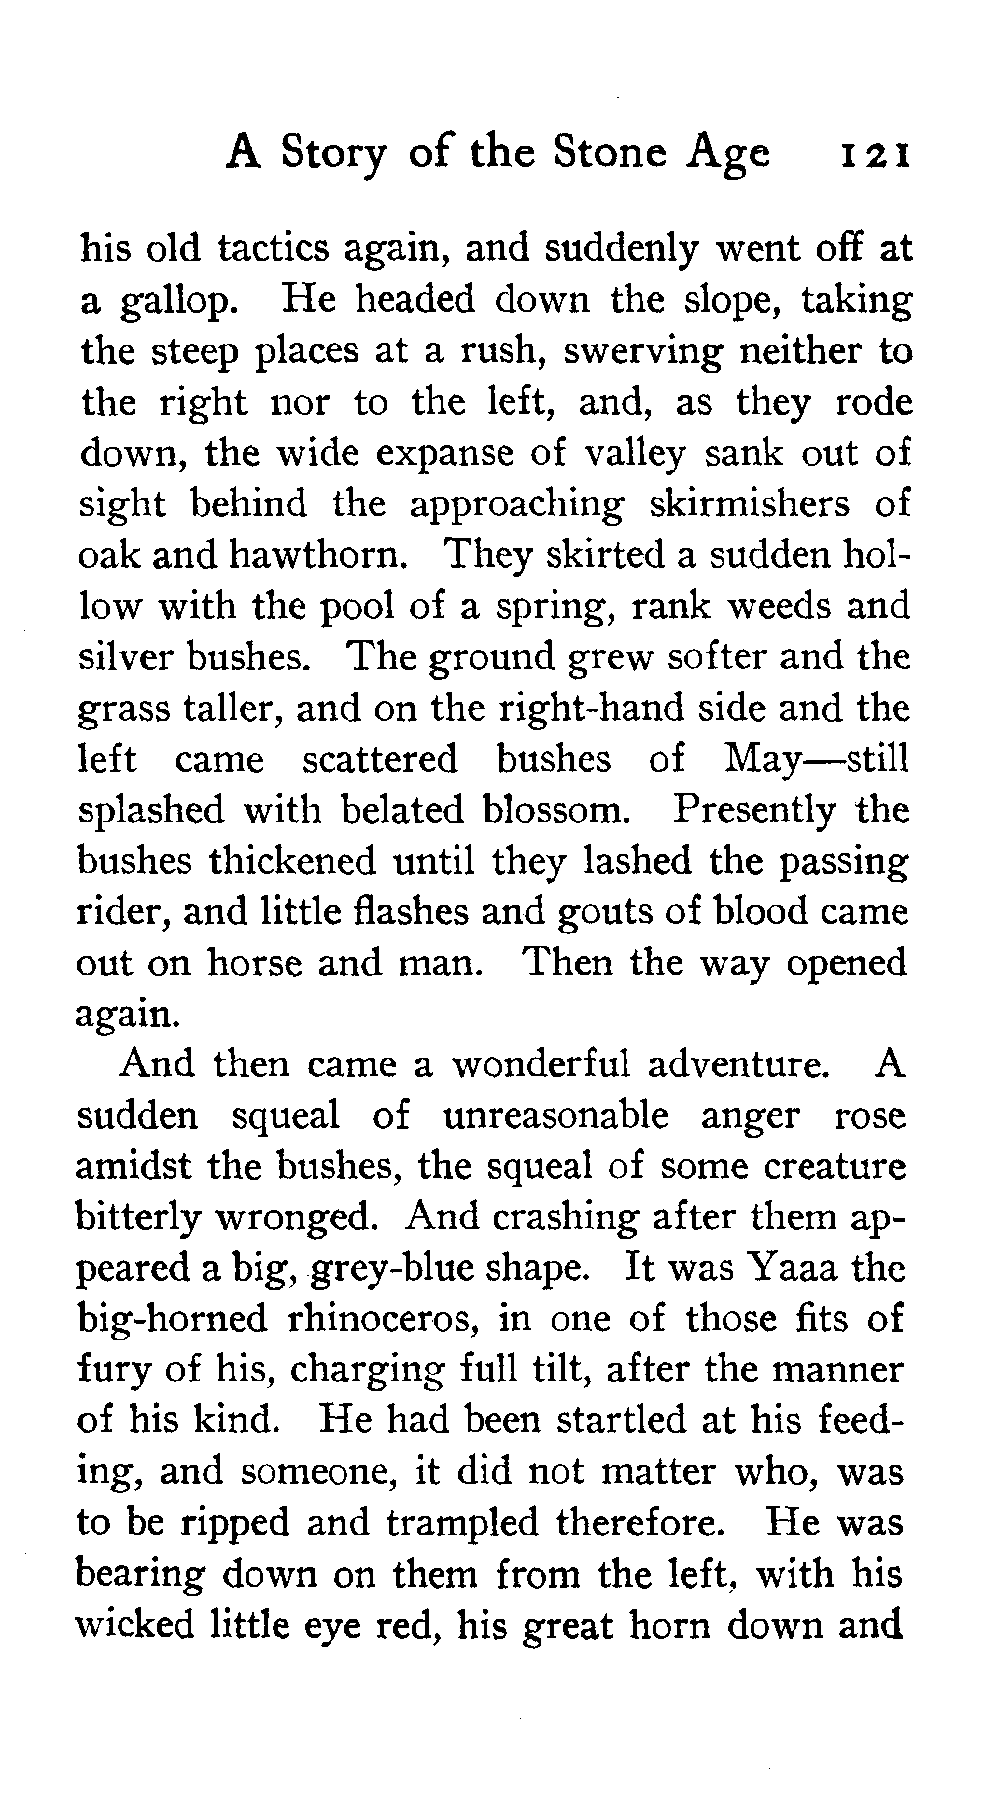 A Story of the Stone Age 121
his old tactics again, and suddenly went off at
a gallop. He headed down the slope, taking
the steep places at a rush, swerving neither to
the right nor to the left, and, as they rode
down, the wide expanse of valley sank out of
sight behind the approaching skirmishers of
oak and hawthorn. They skirted a sudden hol-
low with the pool of a spring, rank weeds and
silver bushes. The ground grew softer and the
grass taller, and on the right-hand side and the
left came scattered bushes of May—still
splashed with belated blossom. Presently the
bushes thickened until they lashed the passing
rider, and little flashes and gouts of blood came
out on horse and man. Then the way opened
again.
And then came a wonderful adventure. A
sudden squeal of unreasonable anger rose
amidst the bushes, the squeal of some creature
bitterly wronged. And crashing after them ap-
peared a big, grey-blue shape. It was Yaaa the
big-horned rhinoceros, in one of those fits of
fury of his, charging full tilt, after the manner
of his kind. He had been startled at his feed-
ing, and someone, it did not matter who, was
to be ripped and trampled therefore. He was
bearing down on them from the left, with his
wicked little eye red, his great horn down and